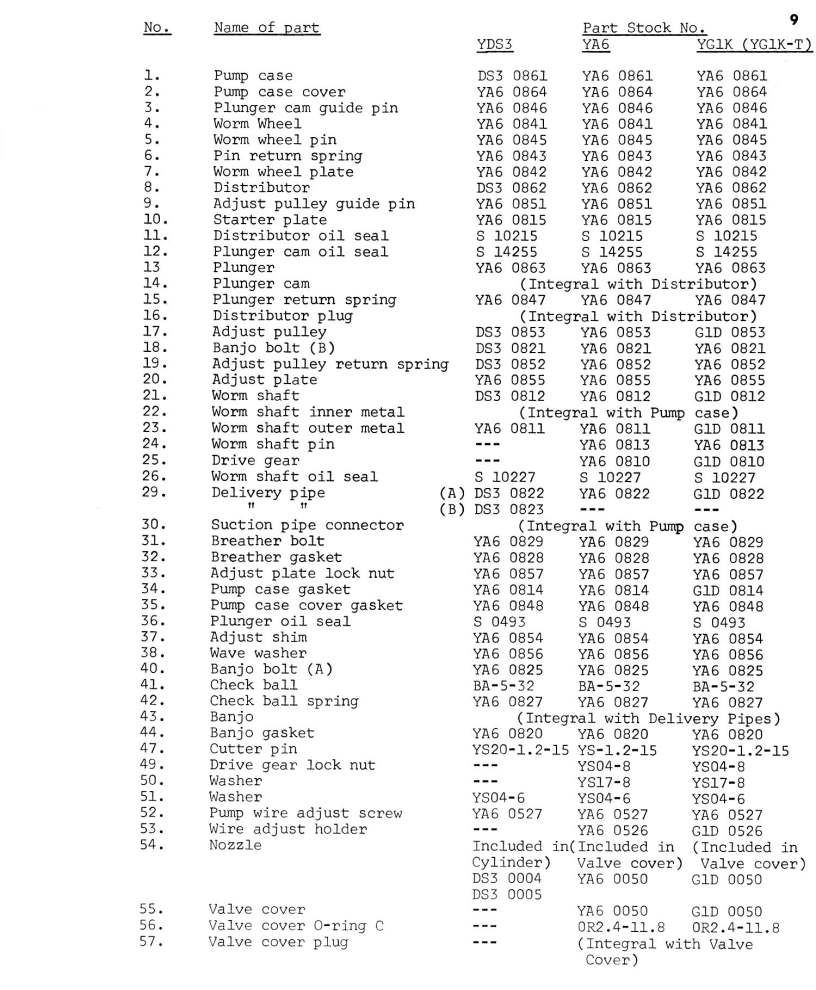 9
No. Name of part Part Stock No.
YDS3 YA6 YG1K (YG1K-T)
1. Pump case DS3 0861 YA6 0861 YA6 0861
2. Pump case cover YA6 0864 YA6 0864 YA6 0864
3. Plunger cam guide pin YA6 0846 YA6 0846 YA6 0846
4. Worm Wheel YA6 0841 YA6 0841 YA6 0841
5. Worm wheel pin YA6 0845 YA6 0845 YA6 0845
6. Pin return spring YA6 0843 YA6 0843 YA6 0843
7. Worm wheel plate YA6 0842 YA6 0842 YA6 0842
8. Distributor DS3 0862 YA6 0862 YA6 0862
9. Adjust pulley guide pin YA6 0851 YA6 0851 YA6 0851
10. Starter plate YA6 0815 YA6 0815 YA6 0815
11. Distributor oil seal S 10215 S 10215 S 10215
12. Plunger cam oil seal S 14255 S 14255 S 14255
13 Plunger YA6 0863 YA6 0863 YA6 0863
14. Plunger cam (Integral with Distributor)
15. Plunger return spring YA6 0847 YA6 0847 YA6 0847
16. Distributor plug (Integral with Distributor)
17. Adjust pulley DS3 0853 YA6 0853 G1D 0853
18. Banjo bolt (B) DS3 0821 YA6 0821 YA6 0821
19. Adjust pulley return spring DS3 0852 YA6 0852 YA6 0852
20. Adjust plate YA6 0855 YA6 0855 YA6 0855
21. Worm shaft DS3 0812 YA6 0812 G1D 0812
22. Worm shaft inner metal (Integral with Pump case)
23. Worm shaft outer metal YA6 0811 YA6 0811 G1D 0811
24. Worm shaft pin --- YA6 0813 YA6 0813
25. Drive gear --- YA6 0810 G1D 0810
26. Worm shaft oil seal S 10227 S 10227 S 10227
29. Delivery pipe (A) DS3 0822 YA6 0822 G1D 0822
" " (B) DS3 0823 --- ---
30. Suction pipe connector (Integral with Pump case)
31. Breather bolt YA6 0829 YA6 0829 YA6 0829
32. Breather gasket YA6 0828 YA6 0828 YA6 0828
33. Adjust plate lock nut YA6 0857 YA6 0857 YA6 0857
34. Pump case gasket YA6 0814 YA6 0814 G1D 0814
35. Pump case cover gasket YA6 0848 YA6 0848 YA6 0848
36. Plunger oil seal S 0493 S 0493 S 0493
37. Adjust shim YA6 0854 YA6 0854 YA6 0854
38. Wave washer YA6 0856 YA6 0856 YA6 0856
40. Banjo bolt (A) YA6 0825 YA6 0825 YA6 0825
41. Check ball BA-5-32 BA-5-32 BA-5-32
42. Check ball spring YA6 0827 YA6 0827 YA6 0827
43. Banjo (Integral with Delivery Pipes)
44. Banjo gasket YA6 0820 YA6 0820 YA6 0820
47. Cutter pin YS20-1.2-15 YS-1.2-15 YS20-1.2-15
49. Drive gear lock nut --- YS04-8 YS04-8
50. Washer --- YS17-8 YS17-8
51. Washer YS04-6 YS04-6 YS04-6
52. Pump wire adjust screw YA6 0527 YA6 0527 YA6 0527
53. Wire adjust holder --- YA6 0526 G1D 0526
54. Nozzle Included in(Included in (Included in
Cylinder) Valve cover) Valve cover)
DS3 0004 YA6 0050 G1D 0050
DS3 0005
55. Valve cover --- YA6 0050 G1D 0050
56. Valve cover O-ring C --- OR2.4-11.8 OR2.4-11.8
57. Valve cover plug --- (Integral with Valve
Cover)